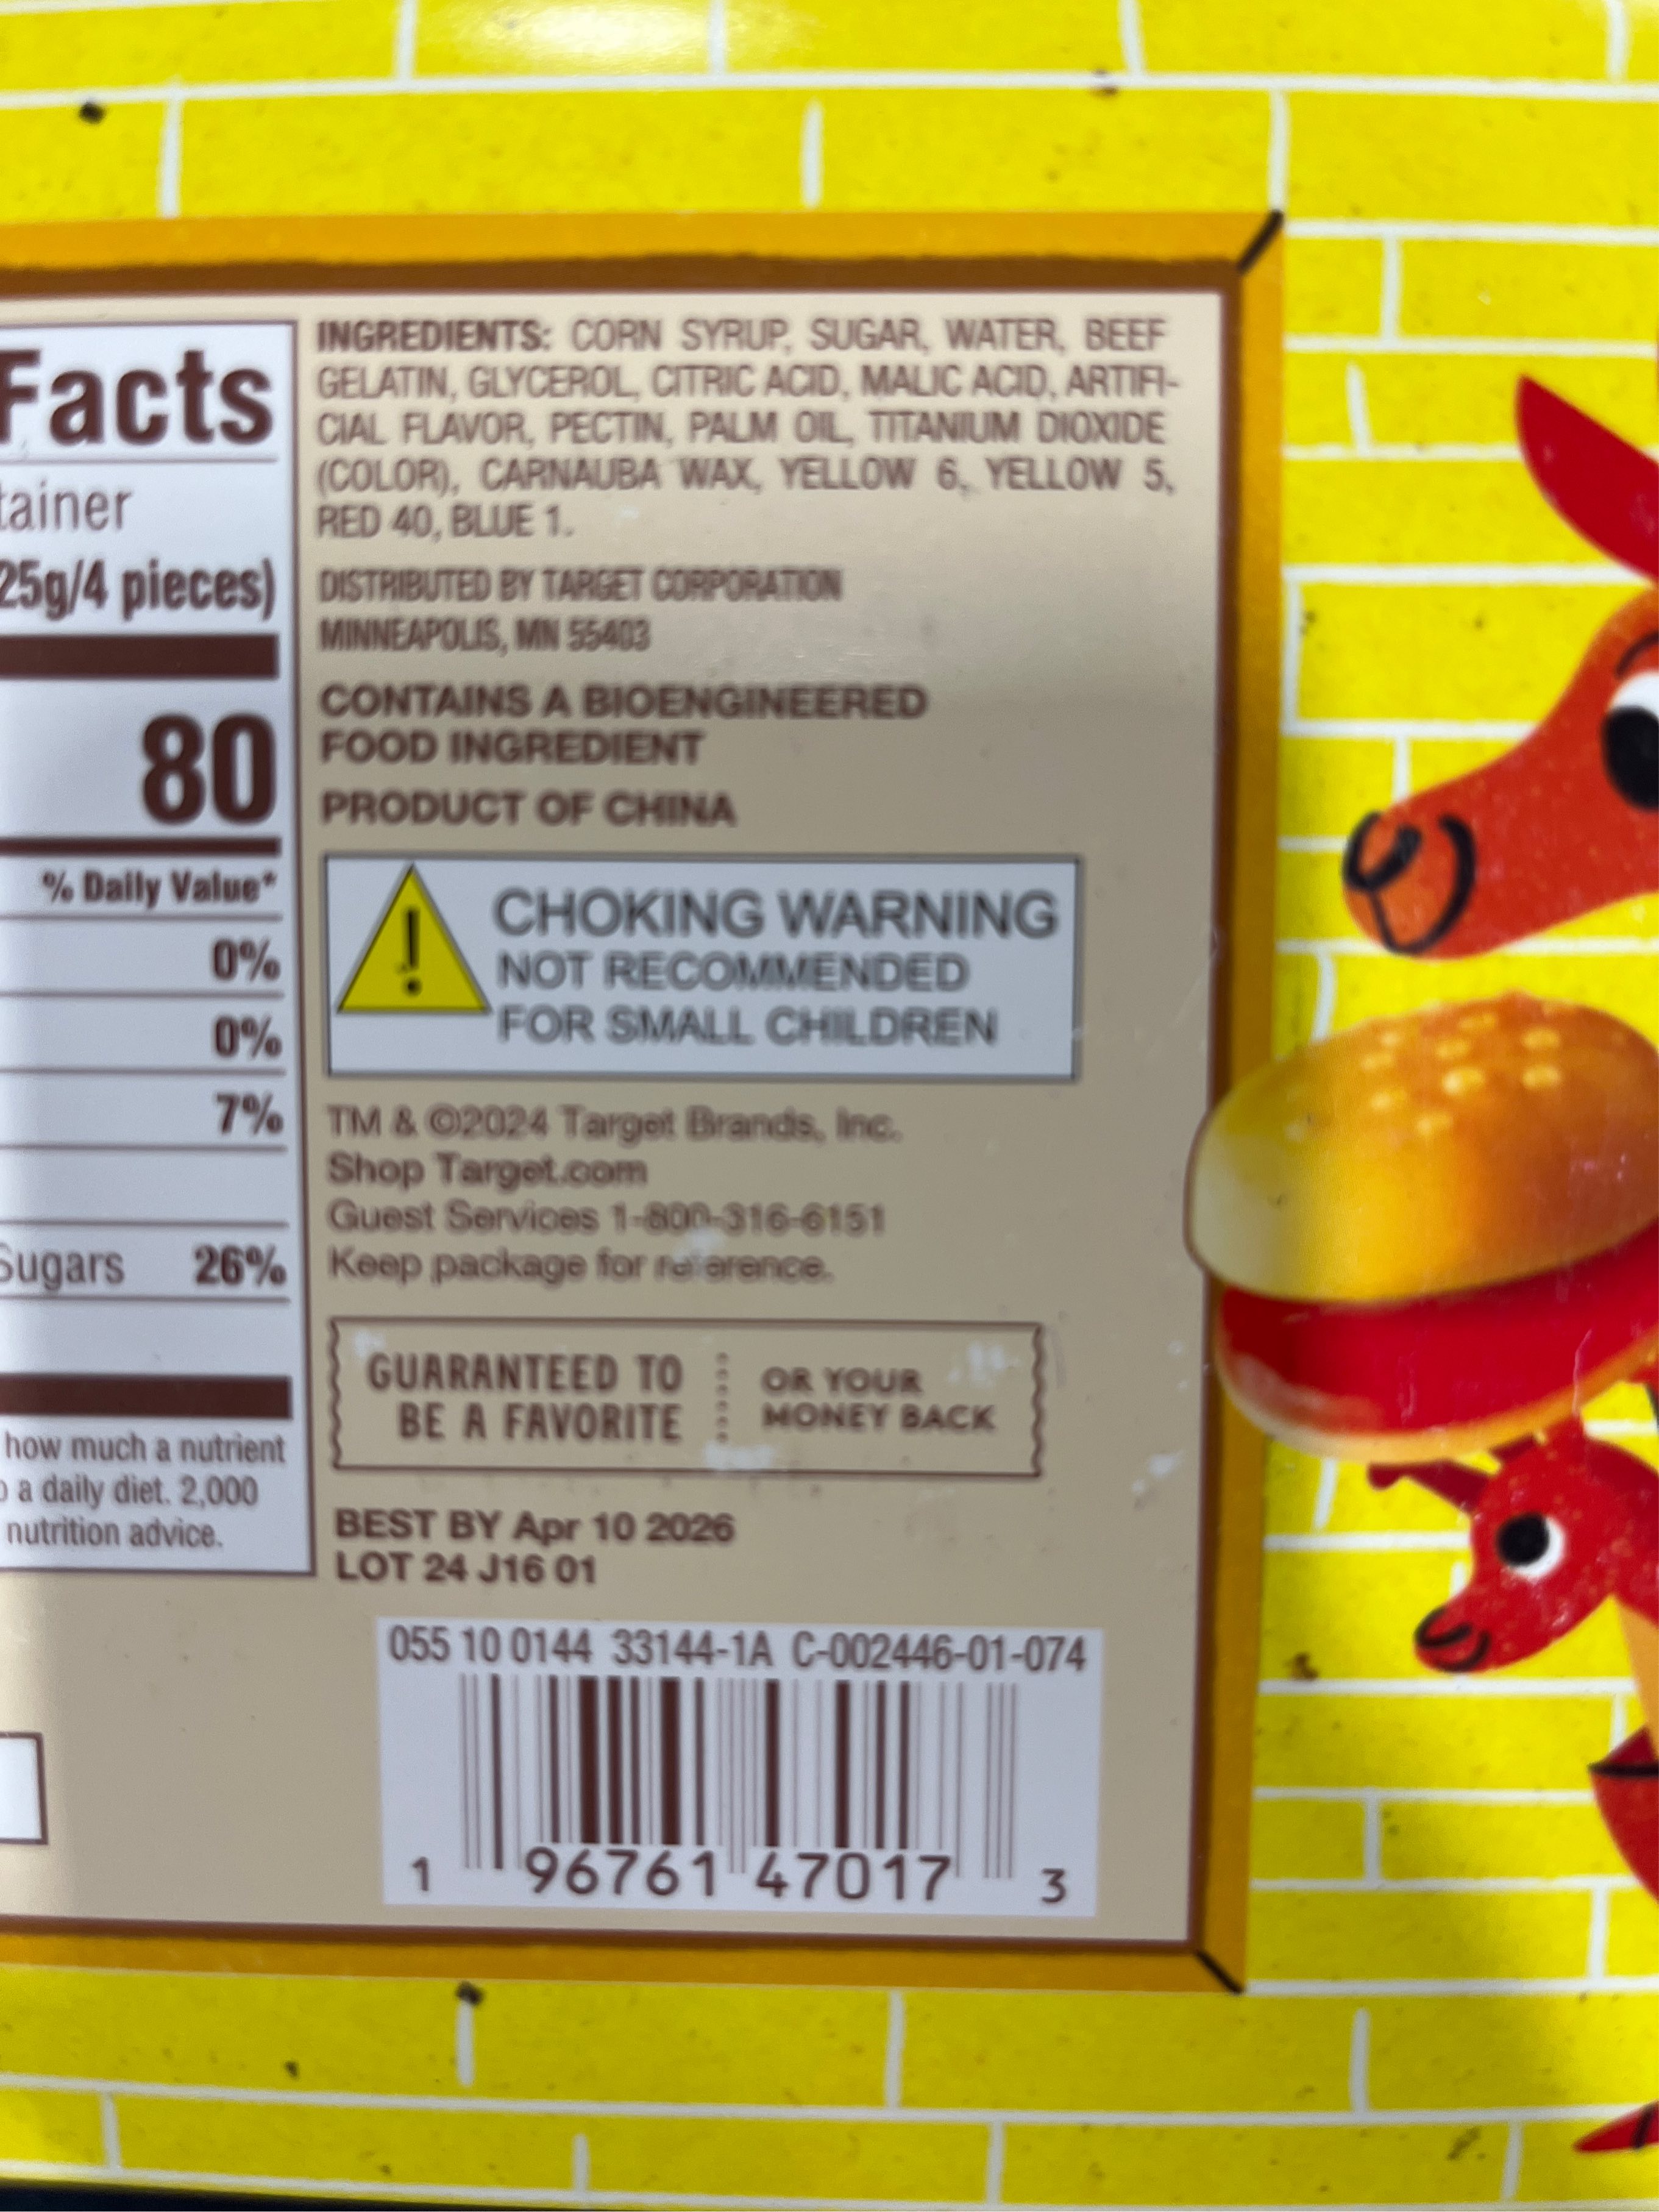 Facts
tainer
25g/4 pieces)
80
% Daily Value*
0%
0%
7%
Sugars 26%
how much a nutrient
a daily diet. 2,000
nutrition advice.
INGREDIENTS: CORN SYRUP, SUGAR, WATER, BEEF
GELATIN, GLYCEROL, CITRIC ACID, MALIC ACID, ARTIFI-
CIAL FLAVOR, PECTIN, PALM OIL, TITANIUM DIOXIDE
(COLOR), CARNAUBA WAX, YELLOW 6, YELLOW 5,
RED 40, BLUE 1.
DISTRIBUTED BY TARGET CORPORATION
MINNEAPOLIS, MN 55403
CONTAINS A BIOENGINEERED
FOOD INGREDIENT
PRODUCT OF CHINA
CHOKING WARNING
NOT RECOMMENDED
FOR SMALL CHILDREN
TM & ©2024 Target Brands, Inc.
Shop Target.com
Guest Services 1-800-316-6151
Keep package for reference.
GUARANTEED TO
BE A FAVORITE
OR YOUR
MONEY BACK
BEST BY Apr 10 2026
LOT 24 J16 01
055 10 0144 33144-1A C-002446-01-074
1 96761 47017 3